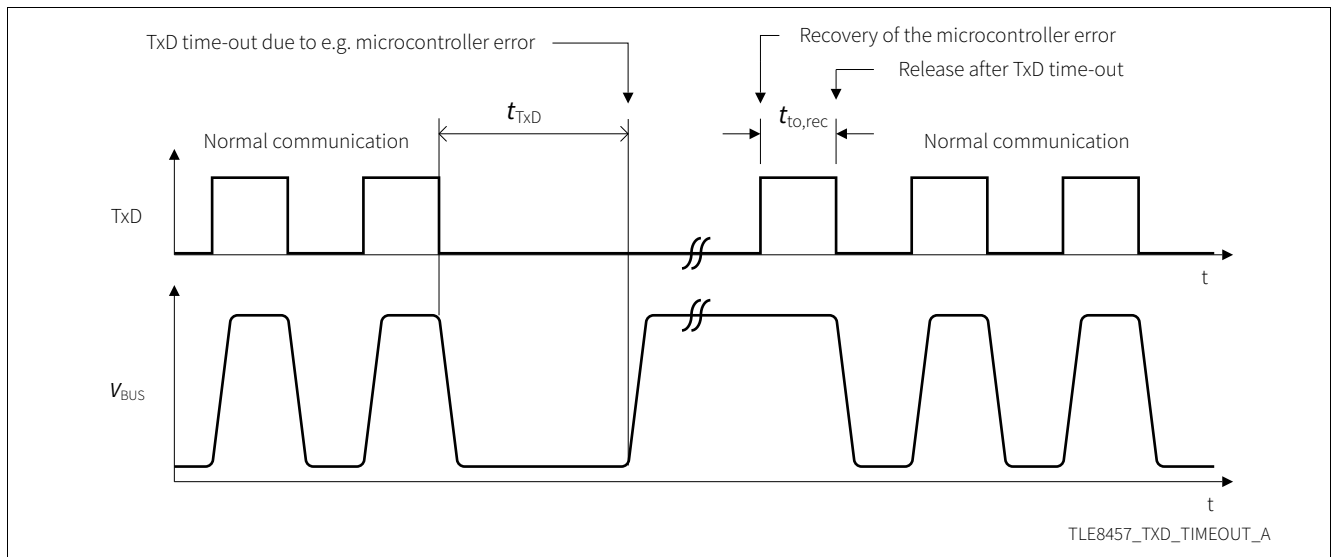 Recovery of the microcontroller error
TxD time-out due to e.g. microcontroller error
Release after TxD time-out
tTxD
tto,rec
Normal communication
Normal communication
TxD
t
VBUS
t
TLE8457_TXD_TIMEOUT_A